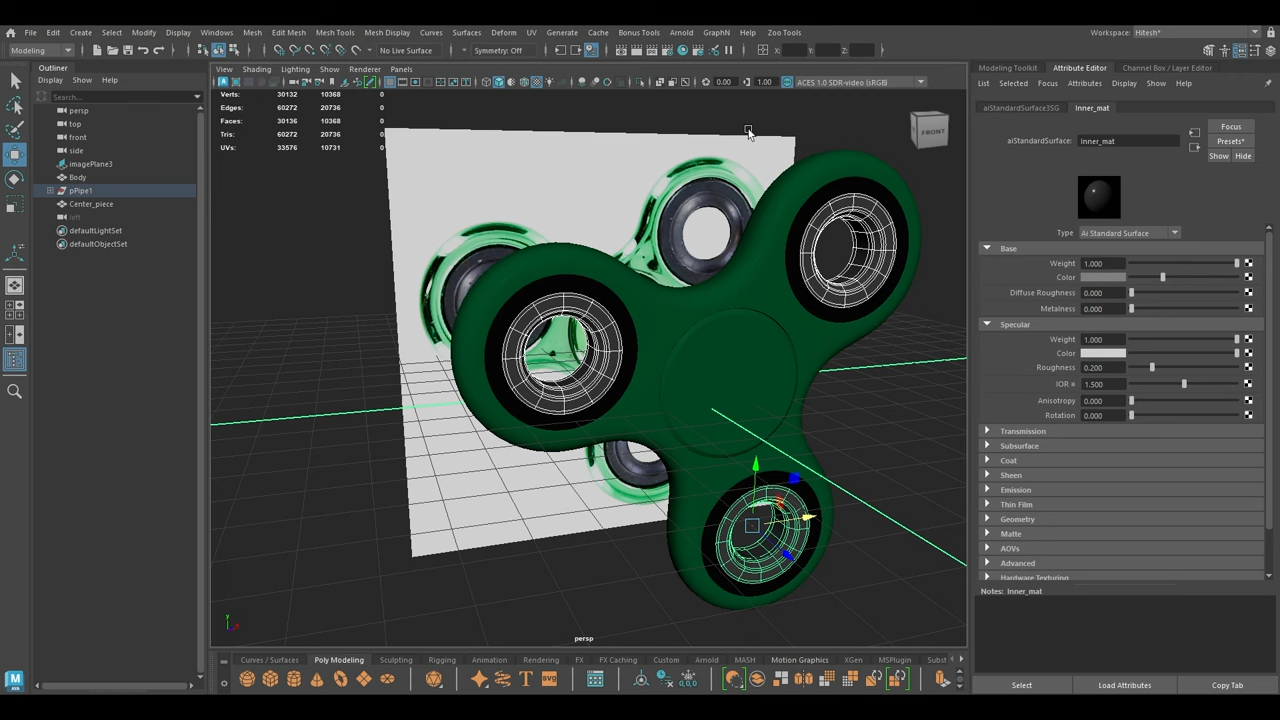 File Edit Create Select Modify Display Windows Mesh Edit Mesh Mesh Tools Mesh Display Curves Surfaces Deform UV Generate Cache Bonus Tools Arnold GraphN Help Zoo Tools Workspace: Hitesh*
Modeling No Live Surface Symmetry: Off X: Y: Z:
Outliner
Display Show Help
Search...
persp
top
front
side
imagePlane3
Body
pPipe1
Center_piece
left
defaultLightSet
defaultObjectSet
View Shading Lighting Show Renderer Panels
0.00 1.00 ACES 1.0 SDR-video (sRGB)
Verts: 30132 10368 0
Edges: 60272 20736 0
Faces: 30136 10368 0
Tris: 60272 20736 0
UVs: 33576 10731 0
FRONT
persp
Modeling Toolkit Attribute Editor Channel Box / Layer Editor
List Selected Focus Attributes Display Show Help
aiStandardSurface3SG Inner_mat
aiStandardSurface: Inner_mat
Focus
Presets*
Show Hide
Type Ai Standard Surface
Base
Weight 1.000
Color
Diffuse Roughness 0.000
Metalness 0.000
Specular
Weight 1.000
Color
Roughness 0.200
IOR 1.500
Anisotropy 0.000
Rotation 0.000
Transmission
Subsurface
Coat
Sheen
Emission
Thin Film
Geometry
Matte
AOVs
Advanced
Hardware Texturing
Notes: Inner_mat
Select Load Attributes Copy Tab
Curves / Surfaces Poly Modeling Sculpting Rigging Animation Rendering FX FX Caching Custom Arnold MASH Motion Graphics XGen MSPlugin Subst
T svg
0,0,0
M